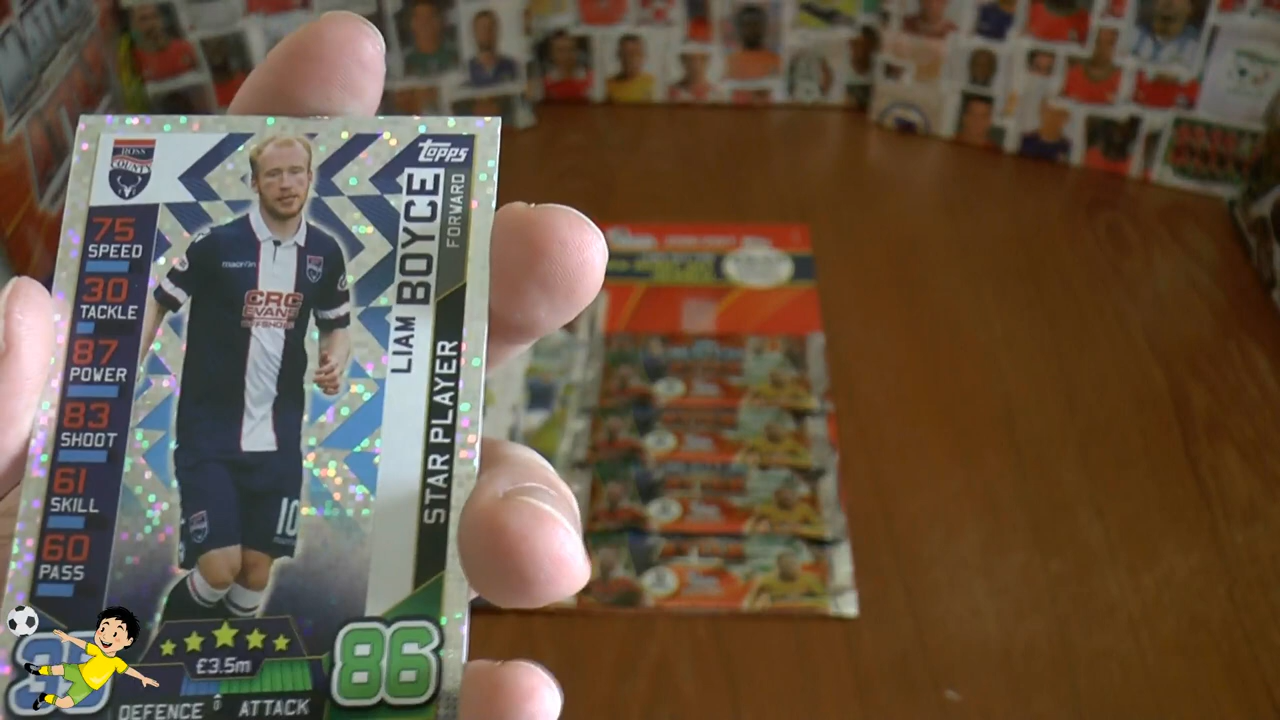 ROSS
COUNTY
topps
75
SPEED
30
TACKLE
87
POWER
83
SHOOT
61
SKILL
60
PASS
LIAM BOYCE
FORWARD
STAR PLAYER
macron
CRC
EVANS
OFFSHORE
10
£3.5m
86
DEFENCE
ATTACK